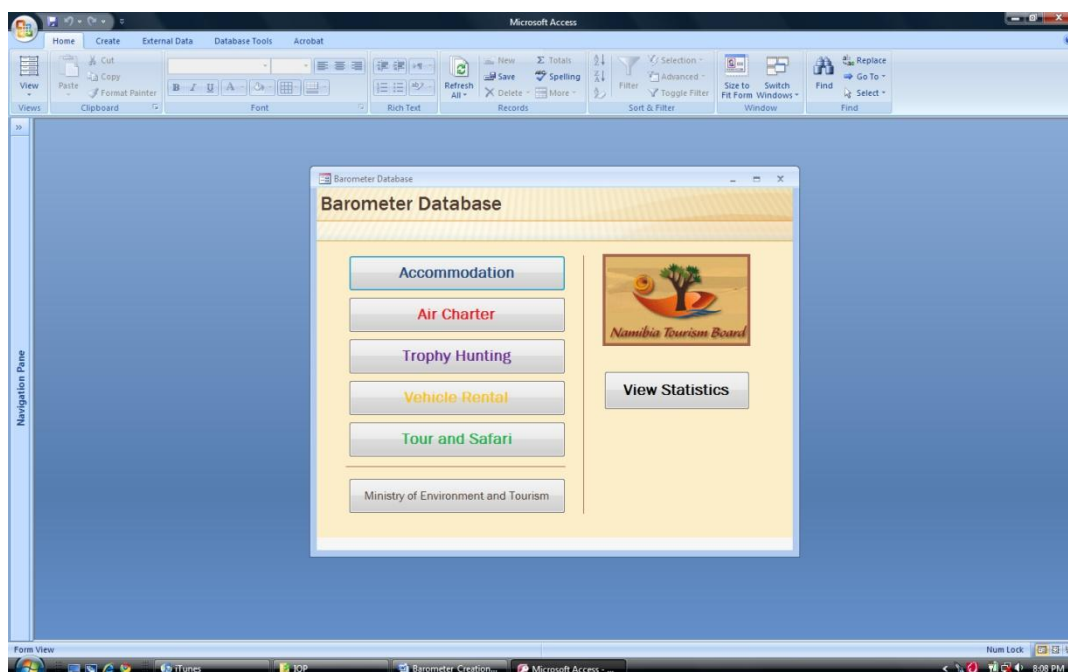 Microsoft Access
Home Create External Data Database Tools Acrobat
View
Views
Paste
Cut
Copy
Format Painter
Clipboard
B I U A
Font
Rich Text
Refresh All
New
Save
Delete
Totals
Spelling
More
Records
Filter
Selection
Advanced
Toggle Filter
Sort & Filter
Size to Fit Form
Switch Windows
Window
Find
Replace
Go To
Select
Find
Navigation Pane
Barometer Database
Barometer Database
Accommodation
Air Charter
Trophy Hunting
Vehicle Rental
Tour and Safari
Ministry of Environment and Tourism
Namibia Tourism Board
View Statistics
Form View
Num Lock
iTunes
Barometer Creation...
Microsoft Access - ...
8:08 PM